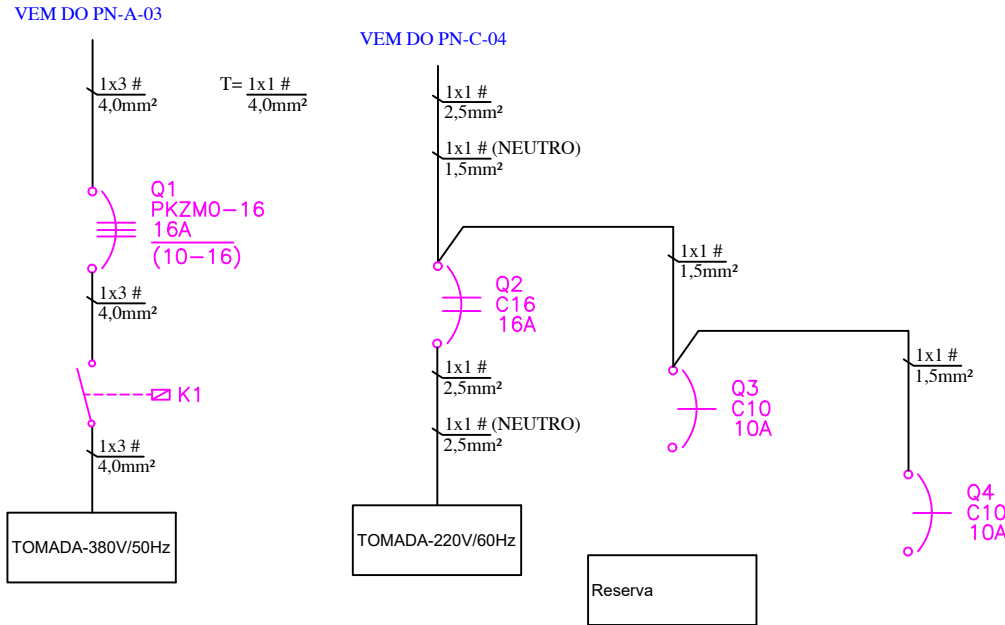 VEM DO PN-A-03
1x3 #
4,0mm²
T= 1x1 #
4,0mm²
Q1
PKZM0-16
16A
(10-16)
1x3 #
4,0mm²
K1
1x3 #
4,0mm²
TOMADA-380V/50Hz
VEM DO PN-C-04
1x1 #
2,5mm²
1x1 # (NEUTRO)
1,5mm²
Q2
C16
16A
1x1 #
2,5mm²
1x1 # (NEUTRO)
2,5mm²
TOMADA-220V/60Hz
1x1 #
1,5mm²
Q3
C10
10A
1x1 #
1,5mm²
Q4
C10
10A
Reserva